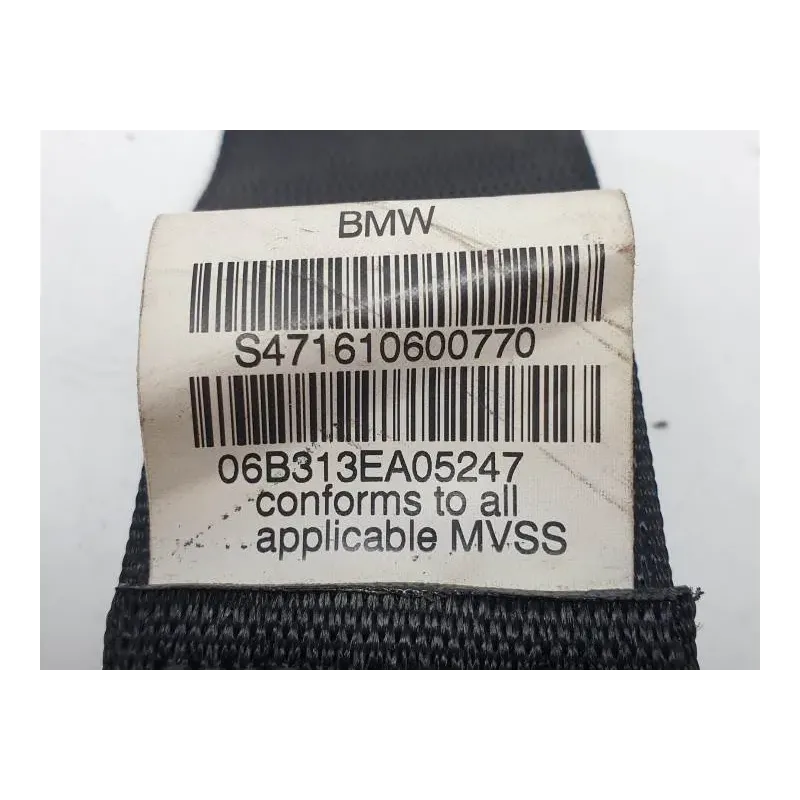 BMW
S471610600770
06B313EA05247
conforms to all
applicable MVSS